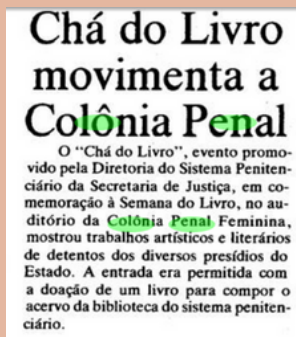 Chá do Livro
movimenta a
Colônia Penal
O "Chá do Livro", evento promo-
vido pela Diretoria do Sistema Peniten-
ciário da Secretaria de Justiça, em co-
memoração à Semana do Livro, no au-
ditório da Colônia Penal Feminina,
mostrou trabalhos artísticos e literários
de detentos dos diversos presídios do
Estado. A entrada era permitida com
a doação de um livro para compor o
acervo da biblioteca do sistema peniten-
ciário.